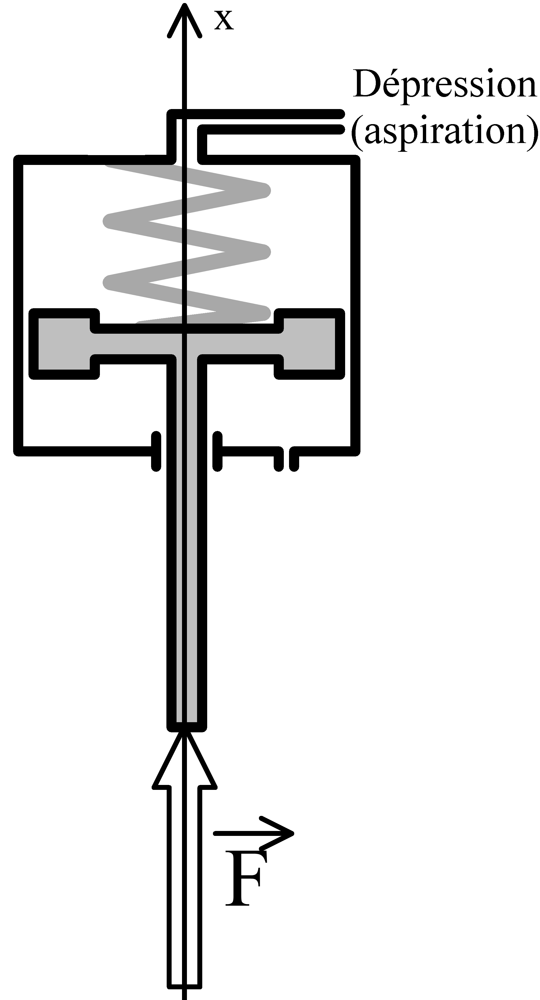 x
Dépression
(aspiration)
F